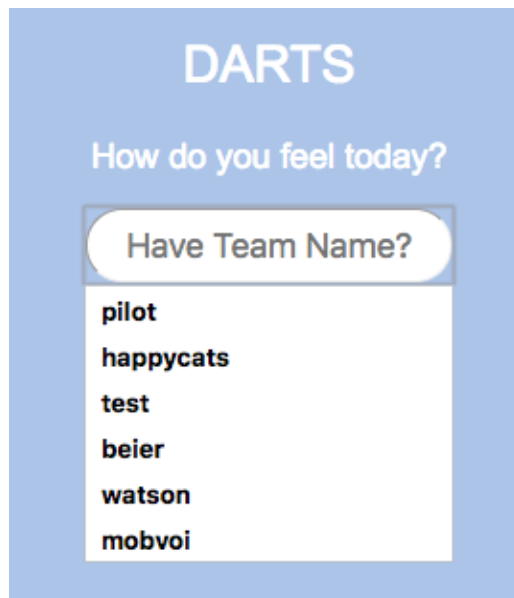 DARTS
How do you feel today?
Have Team Name?
pilot
happycats
test
beier
watson
mobvoi